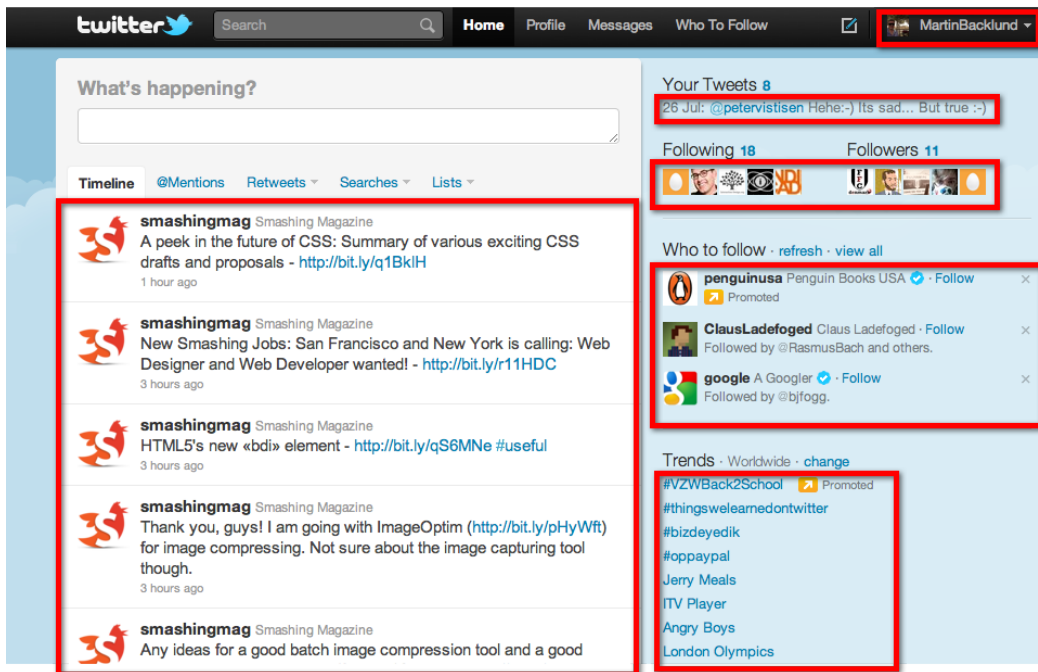 twitter Search Home Profile Messages Who To Follow MartinBacklund
What's happening?
Timeline @Mentions Retweets Searches Lists
smashingmag Smashing Magazine
A peek in the future of CSS: Summary of various exciting CSS
drafts and proposals - http://bit.ly/q1BklH
1 hour ago
smashingmag Smashing Magazine
New Smashing Jobs: San Francisco and New York is calling: Web
Designer and Web Developer wanted! - http://bit.ly/r11HDC
3 hours ago
smashingmag Smashing Magazine
HTML5's new «bdi» element - http://bit.ly/qS6MNe #useful
3 hours ago
smashingmag Smashing Magazine
Thank you, guys! I am going with ImageOptim (http://bit.ly/pHyWft)
for image compressing. Not sure about the image capturing tool
though.
3 hours ago
smashingmag Smashing Magazine
Any ideas for a good batch image compression tool and a good
Your Tweets 8
26 Jul: @petervistisen Hehe:-) Its sad... But true :-)
Following 18 Followers 11
Who to follow · refresh · view all
penguinusa Penguin Books USA · Follow ×
Promoted
ClausLadefoged Claus Ladefoged · Follow ×
Followed by @RasmusBach and others.
google A Googler · Follow ×
Followed by @bjfogg.
Trends · Worldwide · change
#VZWBack2School Promoted
#thingswelearnedontwitter
#bizdeyedik
#oppaypal
Jerry Meals
ITV Player
Angry Boys
London Olympics